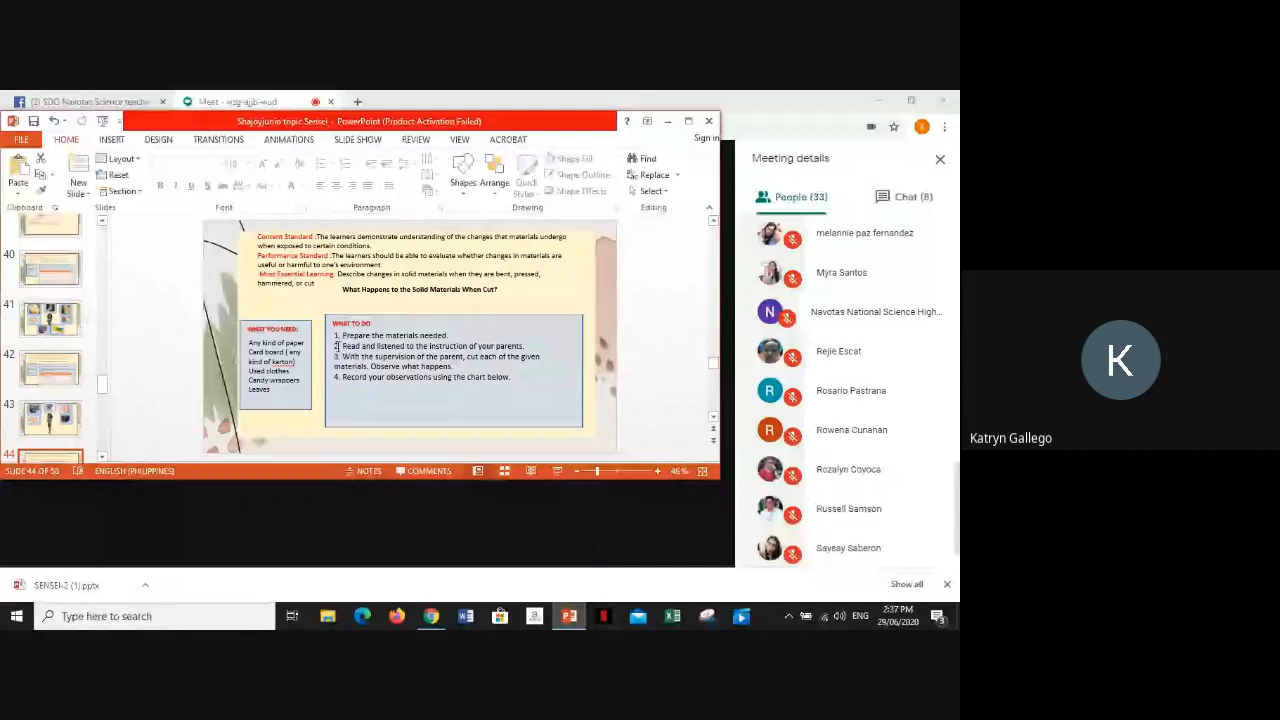 (2) SDO Navotas Science teache
Meet - wzg-ajjb-wud
Shajoyjunio topic Sensei - PowerPoint (Product Activation Failed)
Sign in
FILE HOME INSERT DESIGN TRANSITIONS ANIMATIONS SLIDE SHOW REVIEW VIEW ACROBAT
Paste
New
Slide
Layout
Reset
Section
B I U S
Shapes Arrange Quick
Styles
Shape Fill
Shape Outline
Shape Effects
Find
Replace
Select
Clipboard Slides Font Paragraph Drawing Editing
40
41
42
43
44
Content Standard :The learners demonstrate understanding of the changes that materials undergo
when exposed to certain conditions.
Performance Standard :The learners should be able to evaluate whether changes in materials are
useful or harmful to one's environment
Most Essential Learning: Describe changes in solid materials when they are bent, pressed,
hammered, or cut
What Happens to the Solid Materials When Cut?
WHAT YOU NEED:
Any kind of paper
Card board ( any
kind of karton)
Used clothes
Candy wrappers
Leaves
WHAT TO DO:
1. Prepare the materials needed.
2. Read and listened to the instruction of your parents.
3. With the supervision of the parent, cut each of the given
materials. Observe what happens.
4. Record your observations using the chart below.
SLIDE 44 OF 58 ENGLISH (PHILIPPINES) NOTES COMMENTS 46%
Meeting details
People (33) Chat (8)
melannie paz fernandez
Myra Santos
N Navotas National Science High...
Rejie Escat
R Rosario Pastrana
R Rowena Cunanan
Rozalyn Coyoca
Russell Samson
Saysay Saberon
K
Katryn Gallego
SENSEI-2 (1).pptx
Show all
Type here to search
ENG
2:37 PM
29/06/2020
3